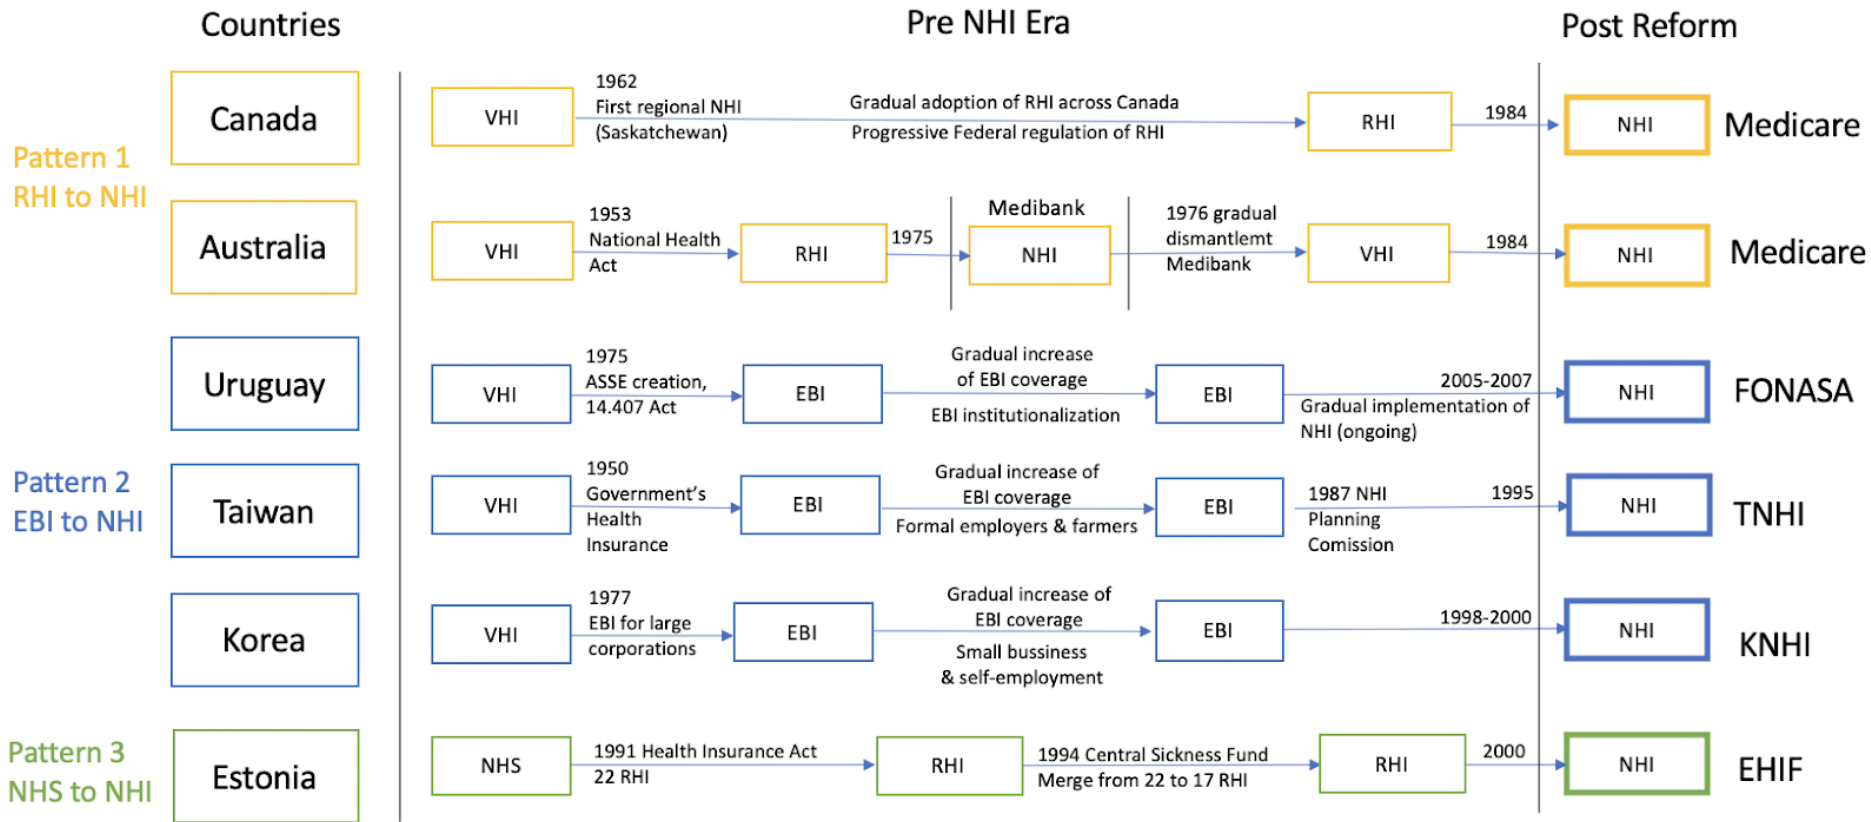 Countries
Pre NHI Era
Post Reform
Pattern 1
RHI to NHI
Canada
VHI
1962
First regional NHI
(Saskatchewan)
Gradual adoption of RHI across Canada
Progressive Federal regulation of RHI
RHI
1984
NHI
Medicare
Australia
VHI
1953
National Health
Act
RHI
1975
Medibank
NHI
1976 gradual
dismantlemt
Medibank
VHI
1984
NHI
Medicare
Pattern 2
EBI to NHI
Uruguay
VHI
1975
ASSE creation,
14.407 Act
EBI
Gradual increase
of EBI coverage
EBI institutionalization
EBI
2005-2007
Gradual implementation of
NHI (ongoing)
NHI
FONASA
Taiwan
VHI
1950
Government's
Health
Insurance
EBI
Gradual increase of
EBI coverage
Formal employers & farmers
EBI
1987 NHI
Planning
Comission
1995
NHI
TNHI
Korea
VHI
1977
EBI for large
corporations
EBI
Gradual increase of
EBI coverage
Small bussiness
& self-employment
EBI
1998-2000
NHI
KNHI
Pattern 3
NHS to NHI
Estonia
NHS
1991 Health Insurance Act
22 RHI
RHI
1994 Central Sickness Fund
Merge from 22 to 17 RHI
RHI
2000
NHI
EHIF